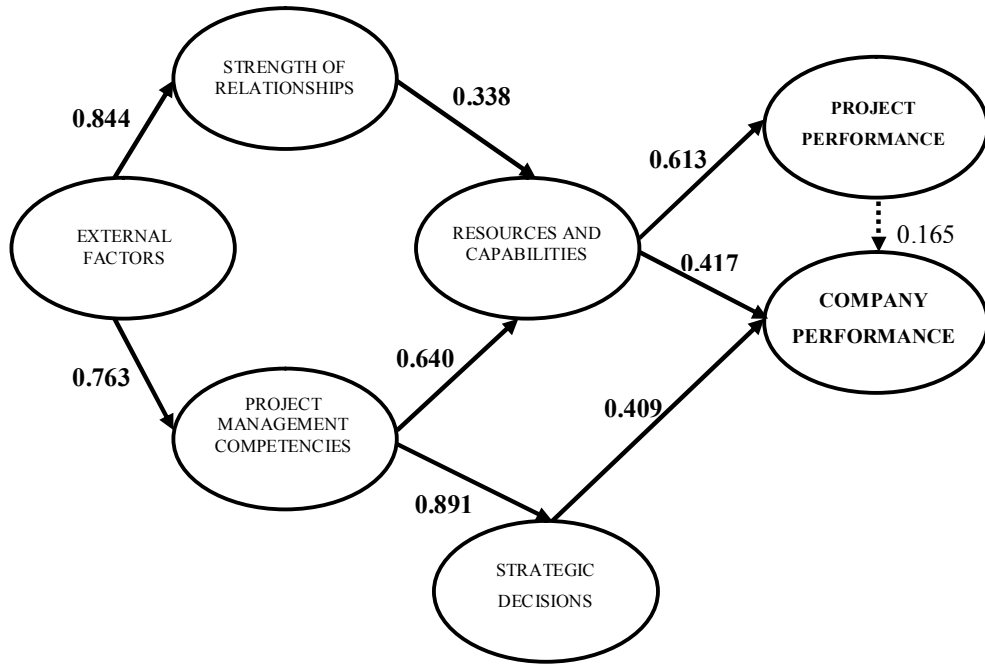 STRENGTH OF
RELATIONSHIPS
0.338
PROJECT
PERFORMANCE
0.844
0.613
EXTERNAL
FACTORS
RESOURCES AND
CAPABILITIES
0.165
0.417
COMPANY
PERFORMANCE
0.763
0.640
PROJECT
MANAGEMENT
COMPETENCIES
0.409
0.891
STRATEGIC
DECISIONS